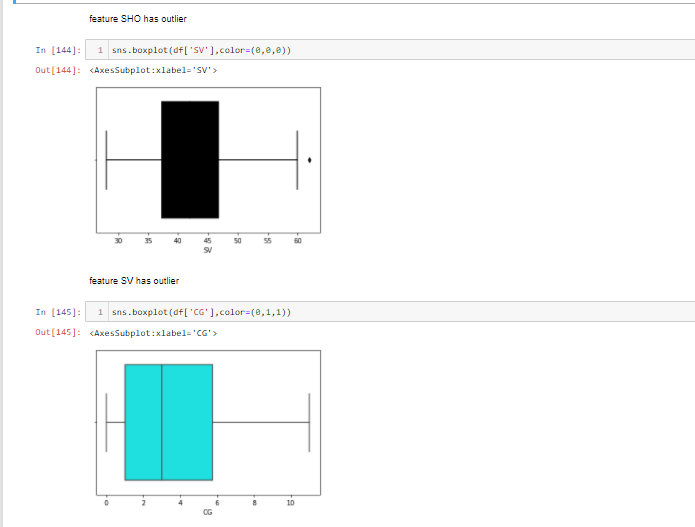 feature SHO has outlier
In [144]: 1 sns.boxplot(df['SV'],color=(0,0,0))
Out[144]: <AxesSubplot:xlabel='SV'>
30 35 40 45 50 55 60
SV
feature SV has outlier
In [145]: 1 sns.boxplot(df['CG'],color=(0,1,1))
Out[145]: <AxesSubplot:xlabel='CG'>
0 2 4 6 8 10
CG